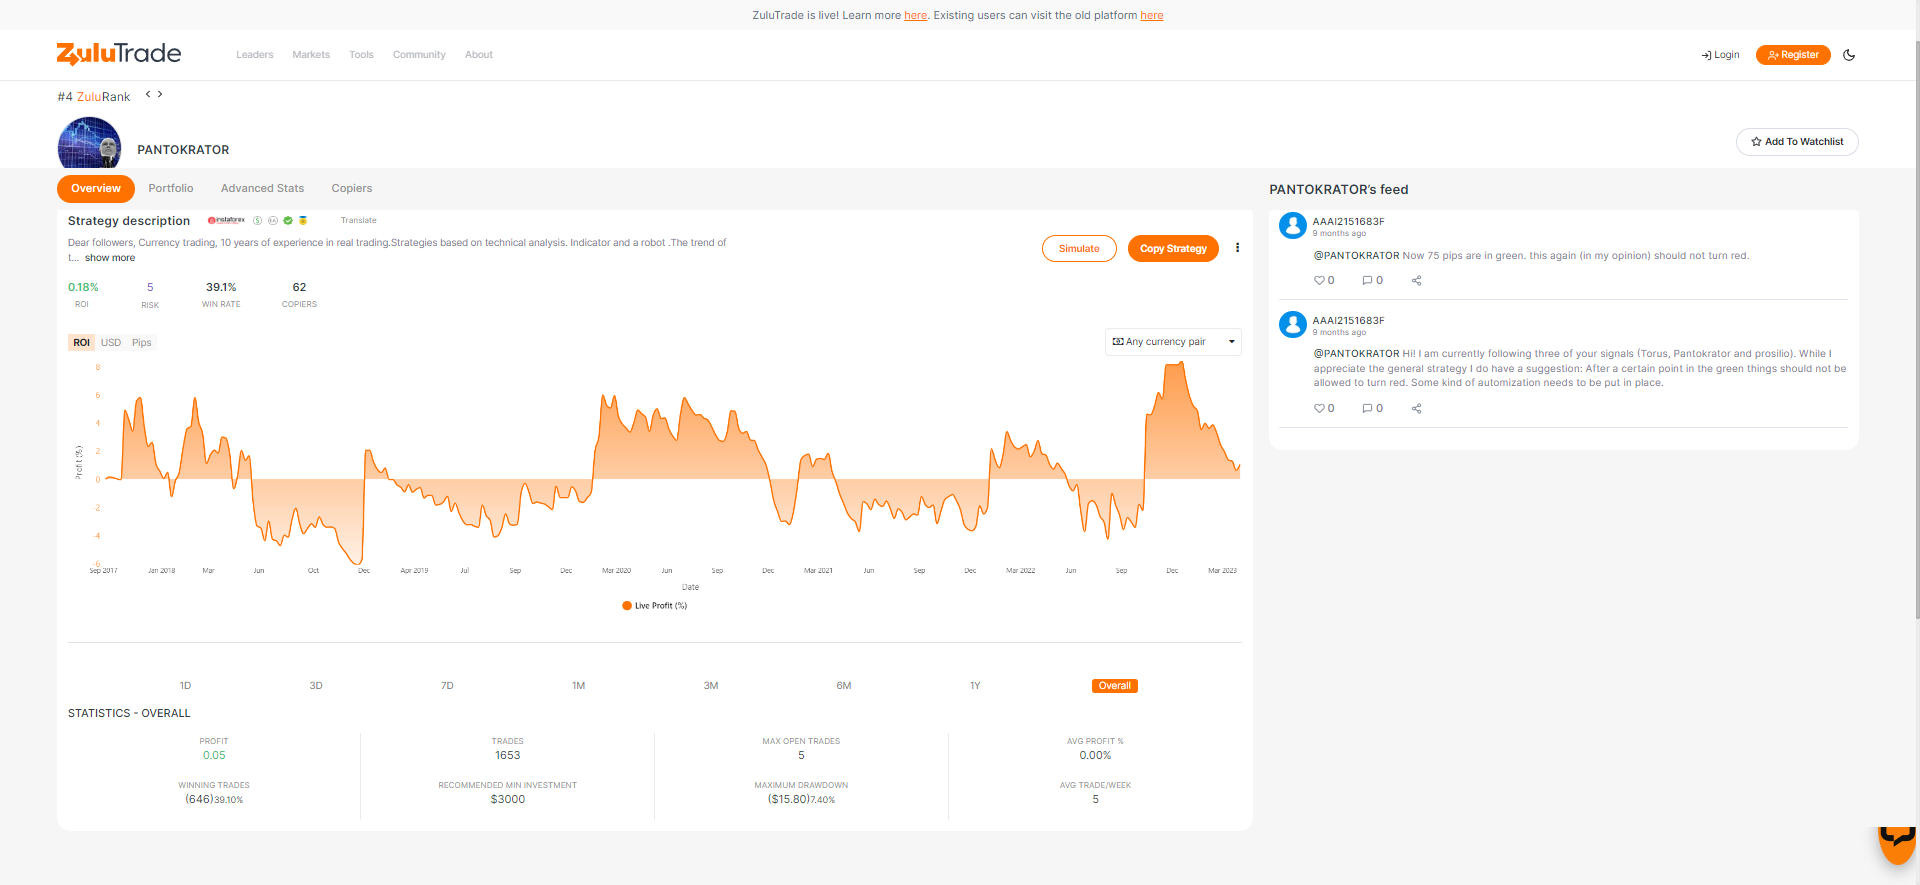 ZuluTrade is live! Learn more here. Existing users can visit the old platform here
ZuluTrade
Leaders
Markets
Tools
Community
About
Login
Register
#4 ZuluRank
PANTOKRATOR
Add To Watchlist
Overview
Portfolio
Advanced Stats
Copiers
Strategy description
instaforex
Translate
Dear followers, Currency trading, 10 years of experience in real trading.Strategies based on technical analysis. Indicator and a robot .The trend of
t... show more
Simulate
Copy Strategy
0.18%
5
39.1%
62
ROI
RISK
WIN RATE
COPIERS
ROI USD Pips
Any currency pair
8
6
4
2
0
-2
-4
-6
Profit (%)
Sep 2017
Jan 2018
Mar
Jun
Oct
Dec
Apr 2019
Jul
Sep
Dec
Mar 2020
Jun
Sep
Dec
Mar 2021
Jun
Sep
Dec
Mar 2022
Jun
Sep
Dec
Mar 2023
Date
Live Profit (%)
1D
3D
7D
1M
3M
6M
1Y
Overall
STATISTICS - OVERALL
PROFIT
0.05
TRADES
1653
MAX OPEN TRADES
5
AVG PROFIT %
0.00%
WINNING TRADES
(646)39.10%
RECOMMENDED MIN INVESTMENT
$3000
MAXIMUM DRAWDOWN
($15.80)7.40%
AVG TRADE/WEEK
5
PANTOKRATOR's feed
AAAI2151683F
9 months ago
@PANTOKRATOR Now 75 pips are in green. this again (in my opinion) should not turn red.
0
0
AAAI2151683F
9 months ago
@PANTOKRATOR Hi! I am currently following three of your signals (Torus, Pantokrator and prosilio). While I
appreciate the general strategy I do have a suggestion: After a certain point in the green things should not be
allowed to turn red. Some kind of automization needs to be put in place.
0
0